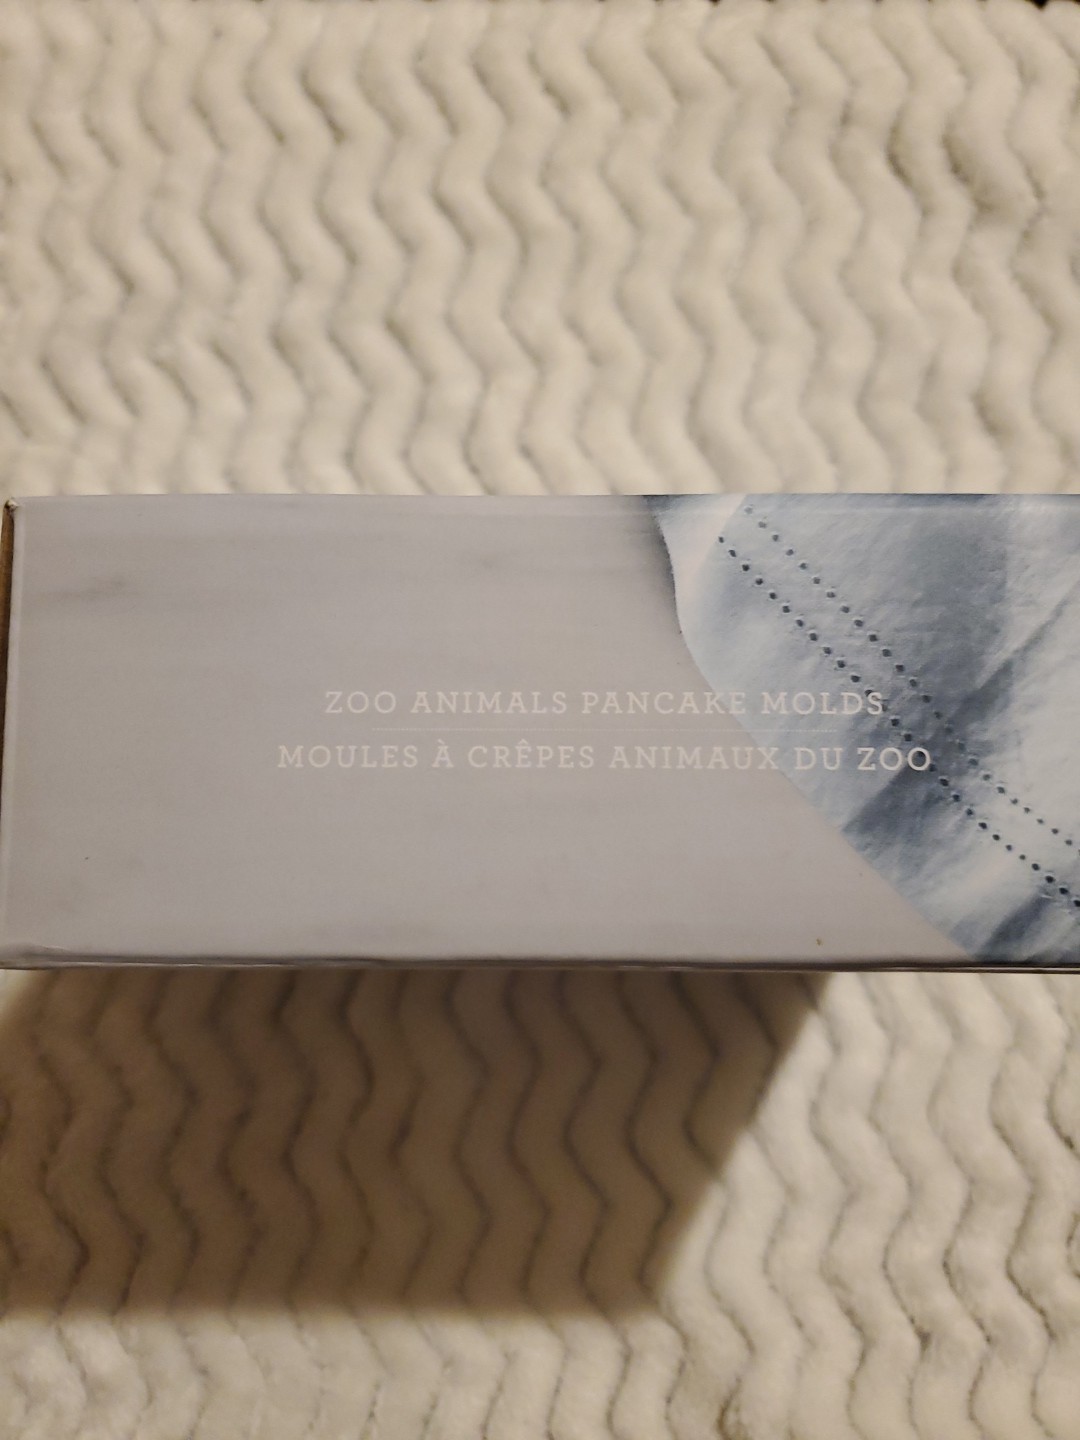 ZOO ANIMALS PANCAKE MOLDS
MOULES À CRÊPES ANIMAUX DU ZOO